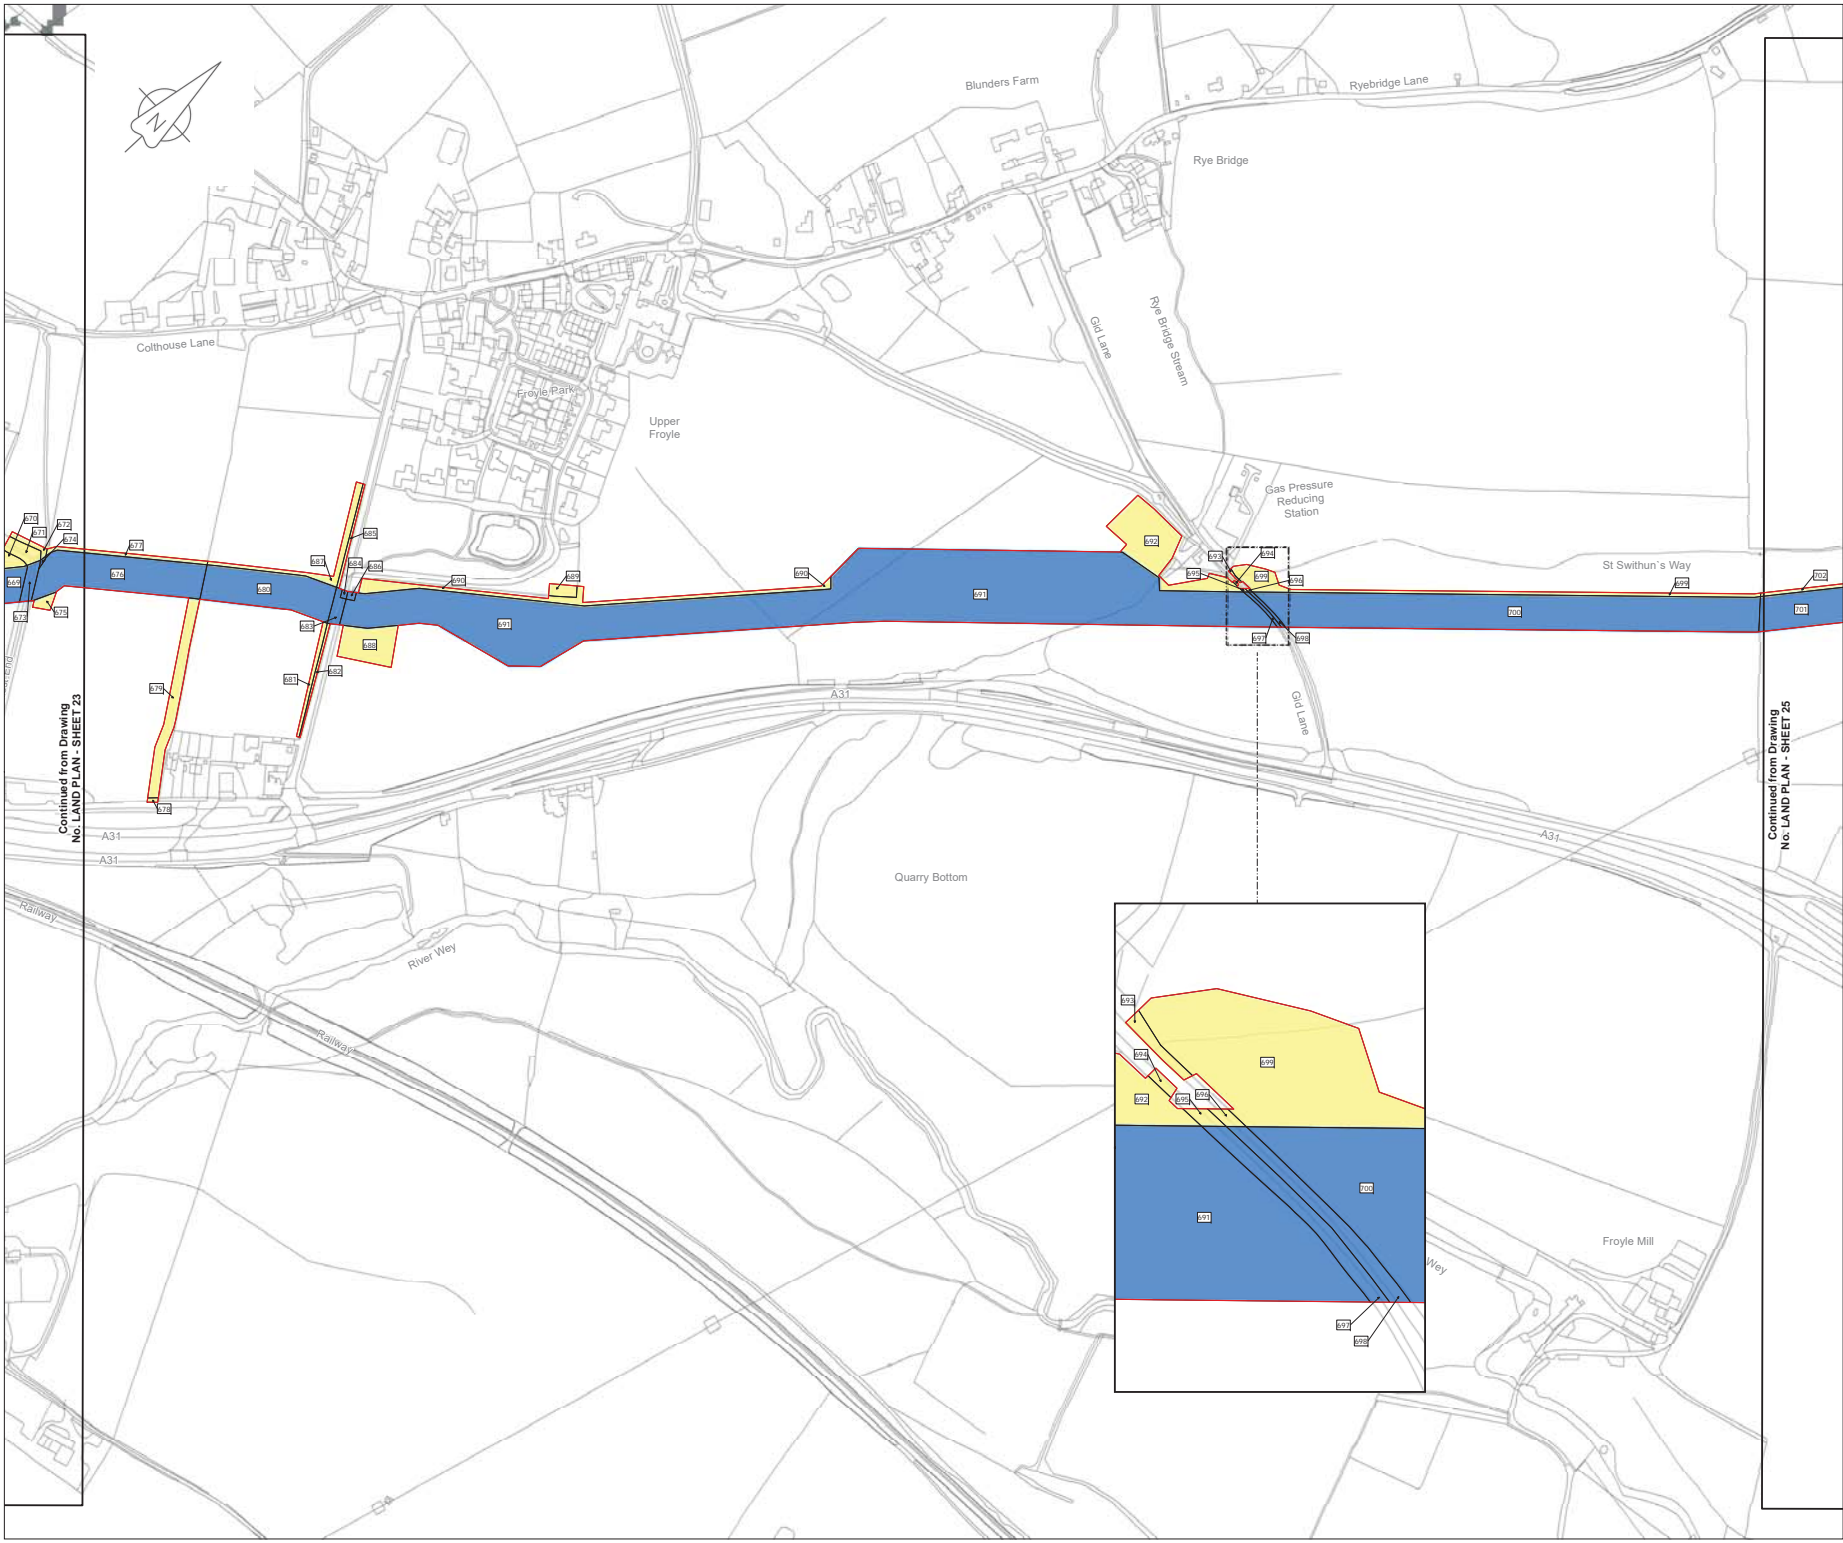 Blunders Farm
Ryebridge Lane
Rye Bridge
N
Colthouse Lane
Gid Lane
Rye Bridge Stream
Froyle Park
Upper
Froyle
Gas Pressure
Reducing
Station
St Swithun`s Way
670
671
672
674
677
687
685
684
686
690
689
690
692
693
694
695
699
696
699
702
669
676
680
691
691
700
701
673
675
683
688
682
681
679
678
697
698
A31
Gid Lane
Continued from Drawing
No. LAND PLAN - SHEET 23
Continued from Drawing
No. LAND PLAN - SHEET 25
A31
A31
A31
Quarry Bottom
Railway
River Wey
Railway
693
694
699
692
695
696
700
691
697
698
Froyle Mill
Wey